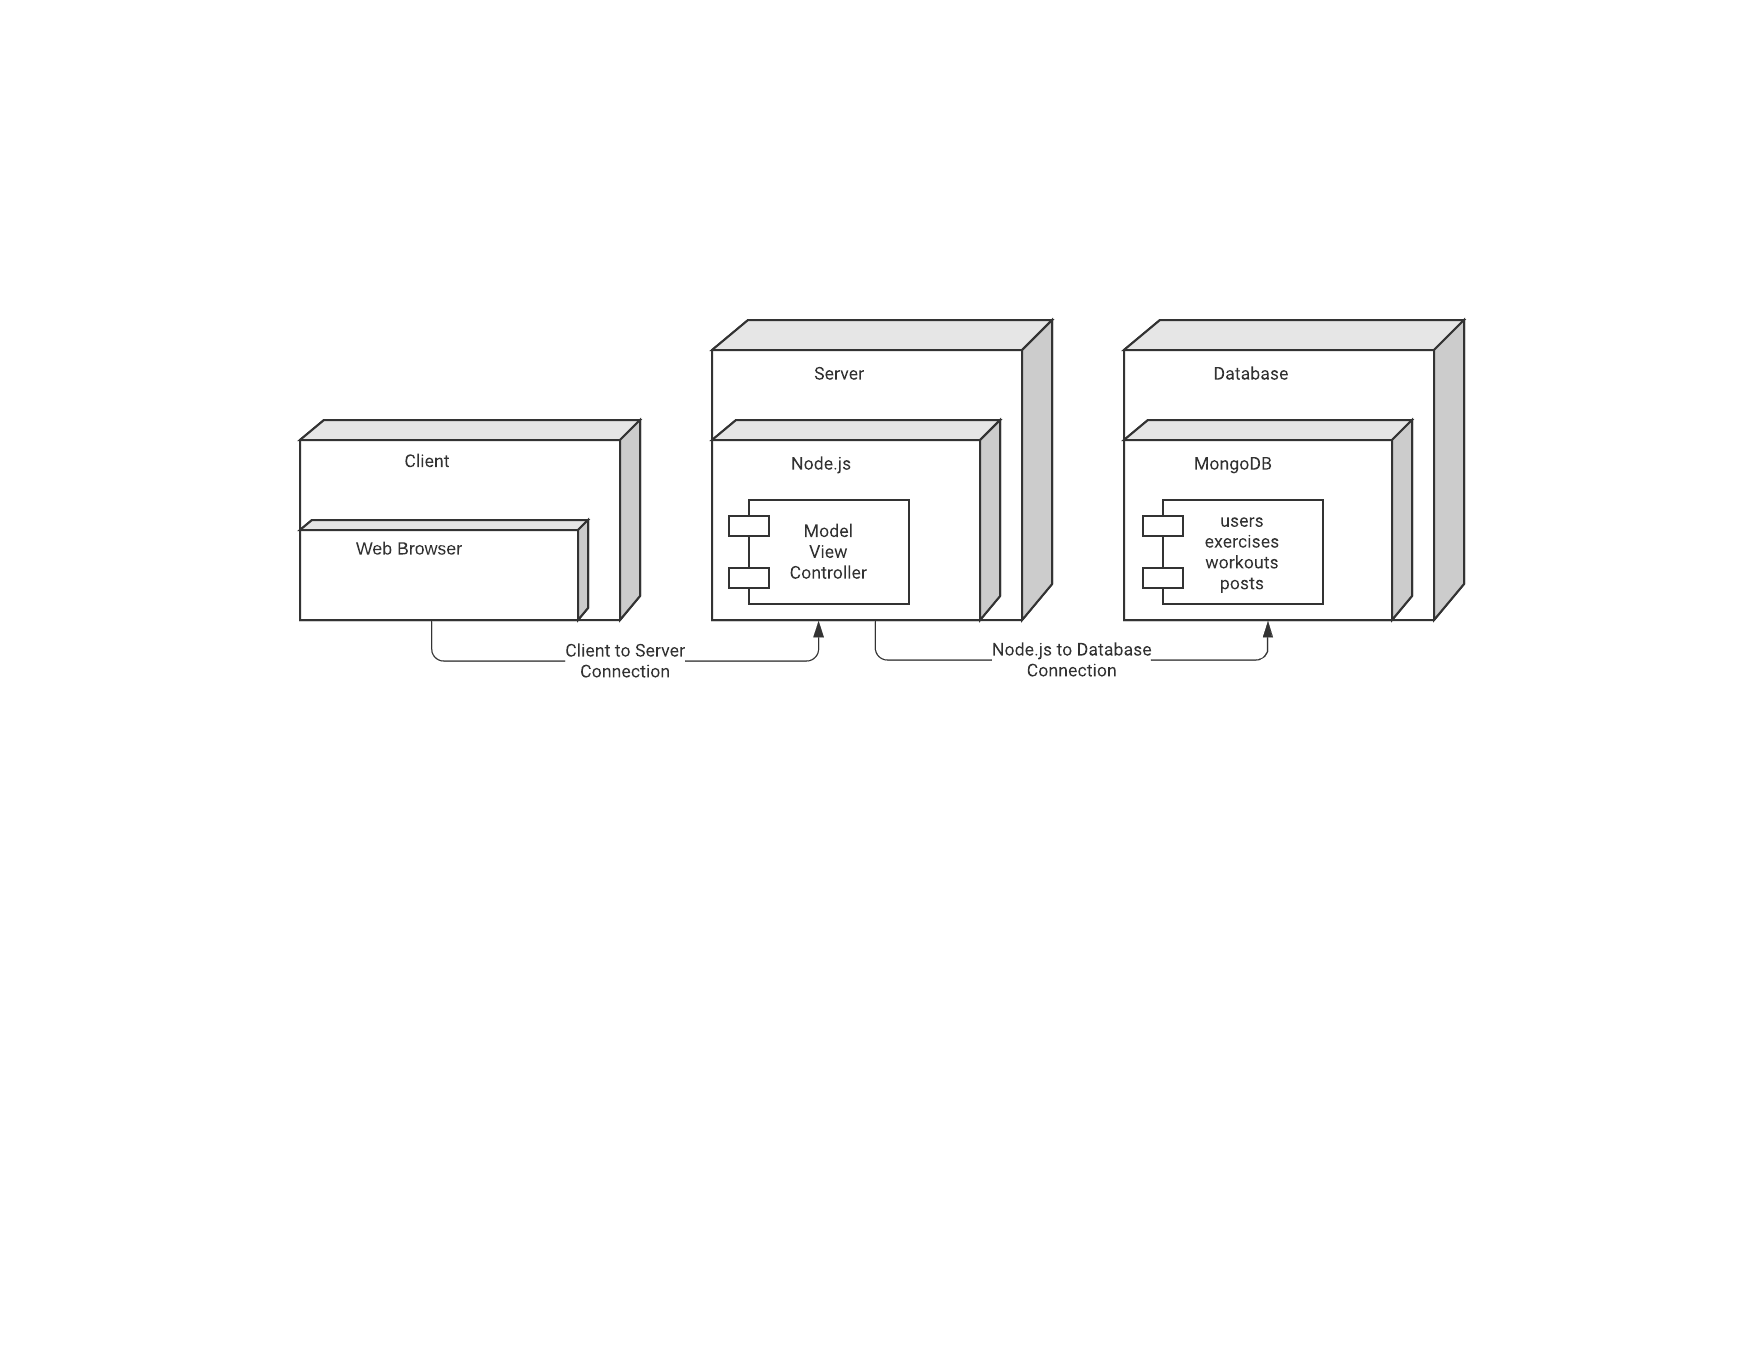 Client
Web Browser
Server
Node.js
Model
View
Controller
Database
MongoDB
users
exercises
workouts
posts
Client to Server
Connection
Node.js to Database
Connection